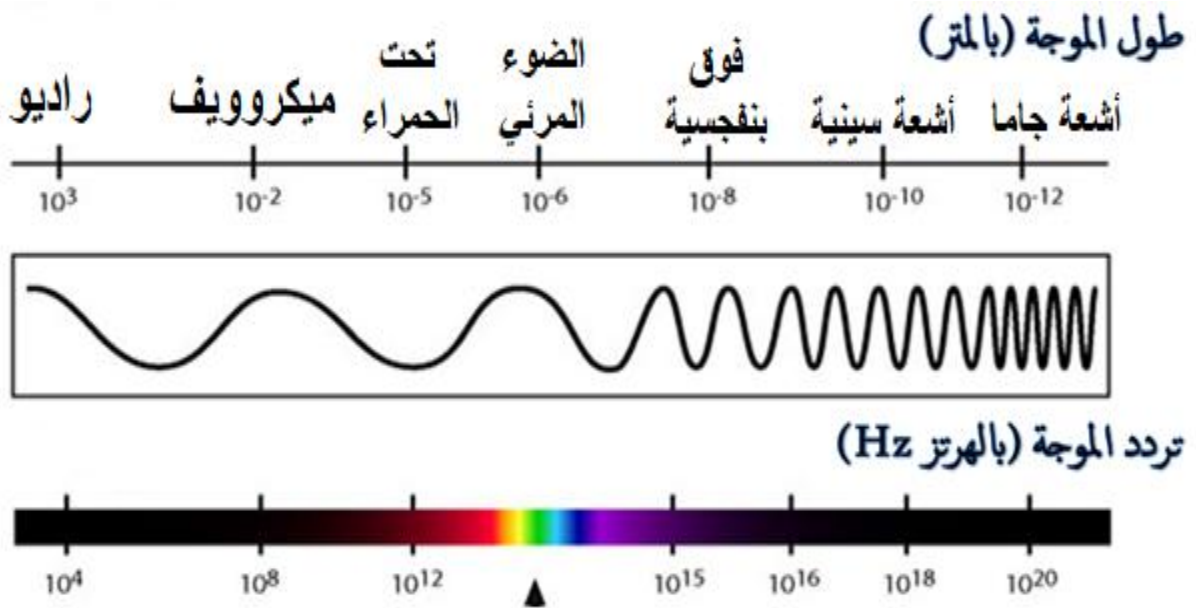 طول الموجة (بالمتر)
راديو ميكروويف تحت الحمراء الضوء المرئي فوق بنفجسية أشعة سينية أشعة جاما
10³ 10⁻² 10⁻⁵ 10⁻⁶ 10⁻⁸ 10⁻¹⁰ 10⁻¹²
تردد الموجة (بالهرتز Hz)
10⁴ 10⁸ 10¹² 10¹⁵ 10¹⁶ 10¹⁸ 10²⁰